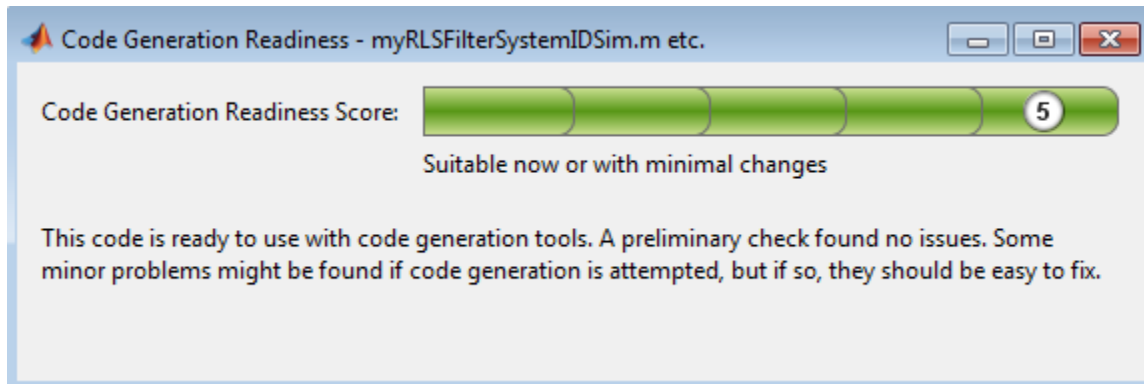 Code Generation Readiness - myRLSFilterSystemIDSim.m etc.
Code Generation Readiness Score:
5
Suitable now or with minimal changes
This code is ready to use with code generation tools. A preliminary check found no issues. Some
minor problems might be found if code generation is attempted, but if so, they should be easy to fix.